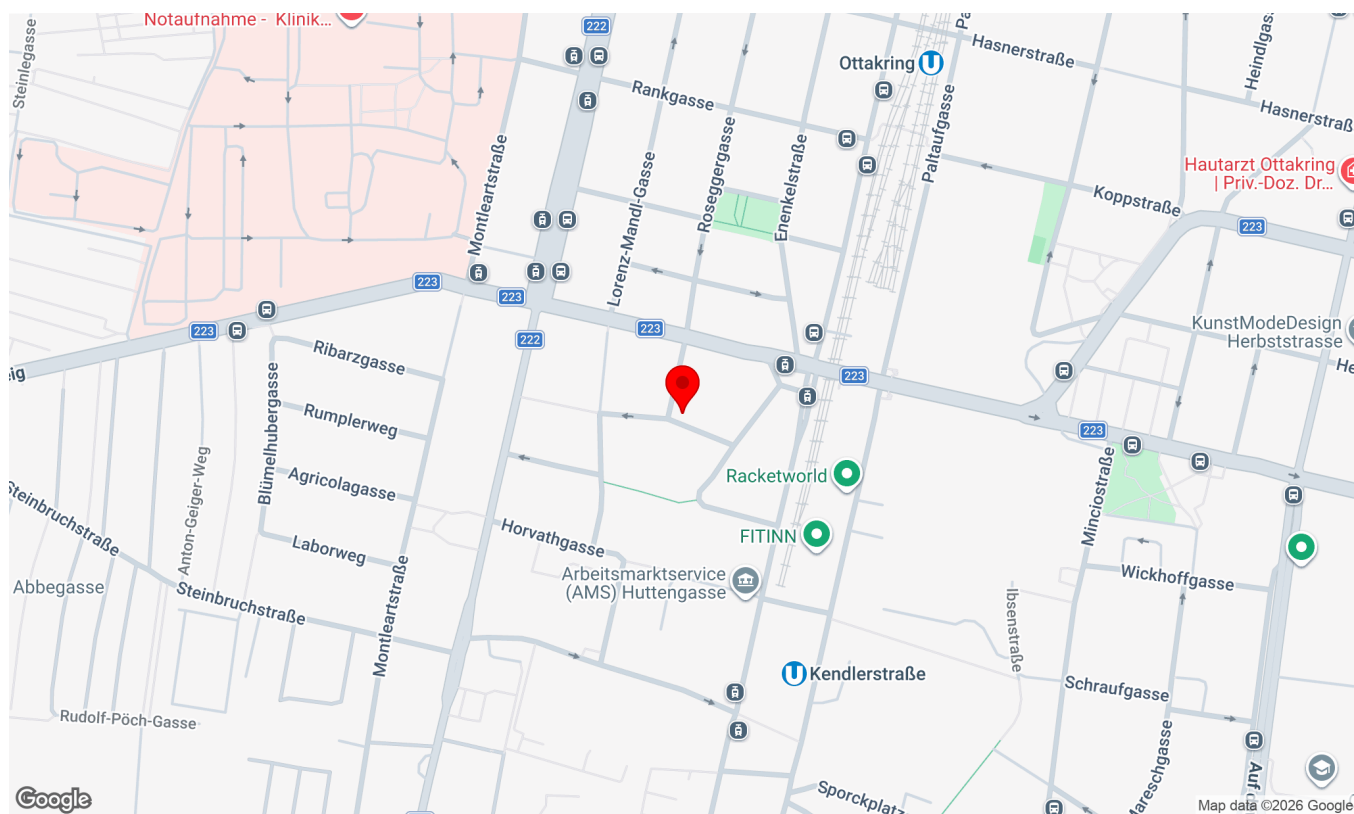 Notaufnahme - Klinik...
222
Steinlegasse
Hasnerstraße
Heindlgasse
Ottakring
U
Rankgasse
Hasnerstraße
Paltaufgasse
Roseggergasse
Enenkelstraße
Montleartstraße
Lorenz-Mandl-Gasse
Hautarzt Ottakring
| Priv.-Doz. Dr...
Koppstraße
223
223
223
223
223
222
KunstModeDesign
Herbststrasse
Ribarzgasse
223
Blümelhubergasse
Rumplerweg
223
Anton-Geiger-Weg
Agricolagasse
Racketworld
Minciostraße
Steinbruchstraße
Horvathgasse
FITINN
Laborweg
Arbeitsmarktservice
(AMS) Huttengasse
Wickhoffgasse
Abbegasse
Steinbruchstraße
Montleartstraße
Ibsenstraße
U
Kendlerstraße
Schraufgasse
Rudolf-Pöch-Gasse
Mareschgasse
Sporckplatz
Google
Map data ©2026 Google